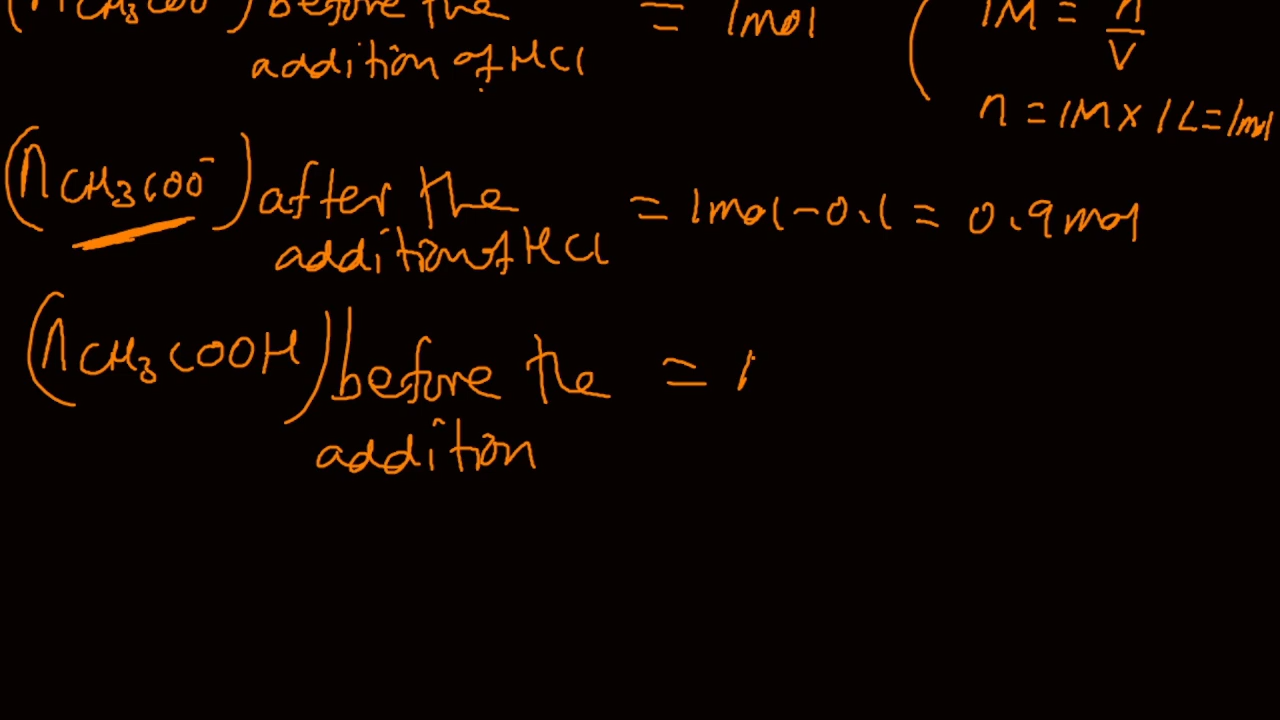 (nCH3COO-) before the = 1mol
addition of HCl
1M = n/V
n = 1M x 1L = 1mol
(nCH3COO-) after the = 1mol - 0.1 = 0.9mol
addition of HCl
(nCH3COOH) before the = 1
addition